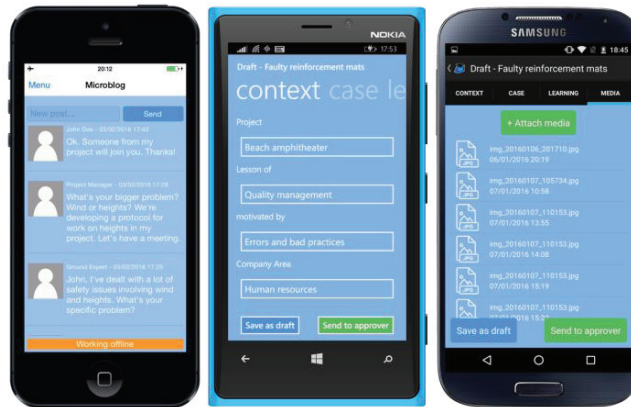 20:12
Menu
Microblog
New post...
Send
John Doe - 03/02/2016 17:43
Ok. Someone from my
project will join you. Thanks!
Project Manager - 03/02/2016 17:28
What's your bigger problem?
Wind or heights? We're
developing a protocol for
work on heights in my
project. Let's have a meeting.
Ground Expert - 03/02/2016 17:25
John, I've dealt with a lot of
safety issues involving wind
and heights. What's your
specific problem?
Working offline
NOKIA
17:53
Draft - Faulty reinforcement mats
context case le
Project
Beach amphitheater
Lesson of
Quality management
motivated by
Errors and bad practices
Company Area
Human resources
Save as draft
Send to approver
SAMSUNG
18:45
Draft - Faulty reinforcement mats
CONTEXT
CASE
LEARNING
MEDIA
+ Attach media
JPG
img_20160106_201710.jpg
06/01/2016 20:19
JPG
img_20160107_105734.jpg
07/01/2016 10:58
JPG
img_20160107_110153.jpg
07/01/2016 13:55
JPG
img_20160107_110153.jpg
07/01/2016 14:08
JPG
img_20160107_110153.jpg
07/01/2016 15:19
img_20160107_110153.jpg
07/01/2016
Save as draft
Send to approver